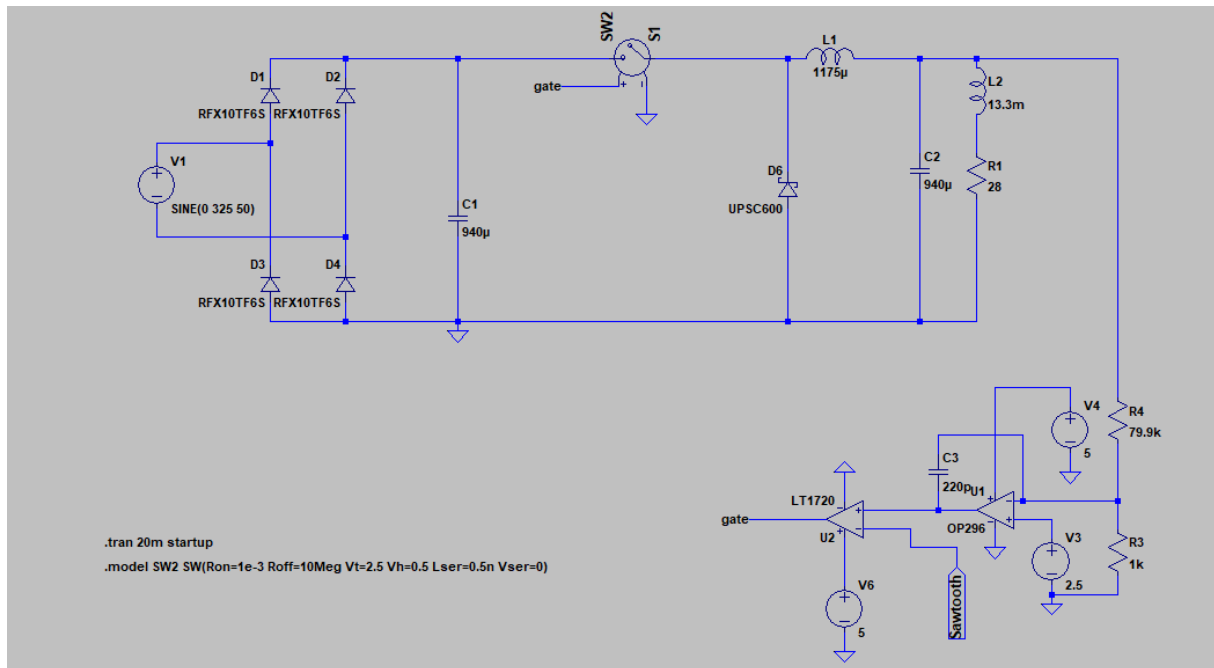 SW2
S1
L1
1175µ
D1
D2
L2
13.3m
gate
RFX10TF6S
RFX10TF6S
V1
C2
940µ
R1
28
D6
UPSC600
SINE(0 325 50)
C1
940µ
D3
D4
RFX10TF6S
RFX10TF6S
V4
5
R4
79.9k
C3
220p
U1
LT1720
gate
OP296
U2
V3
2.5
R3
1k
.tran 20m startup
.model SW2 SW(Ron=1e-3 Roff=10Meg Vt=2.5 Vh=0.5 Lser=0.5n Vser=0)
V6
5
Sawtooth